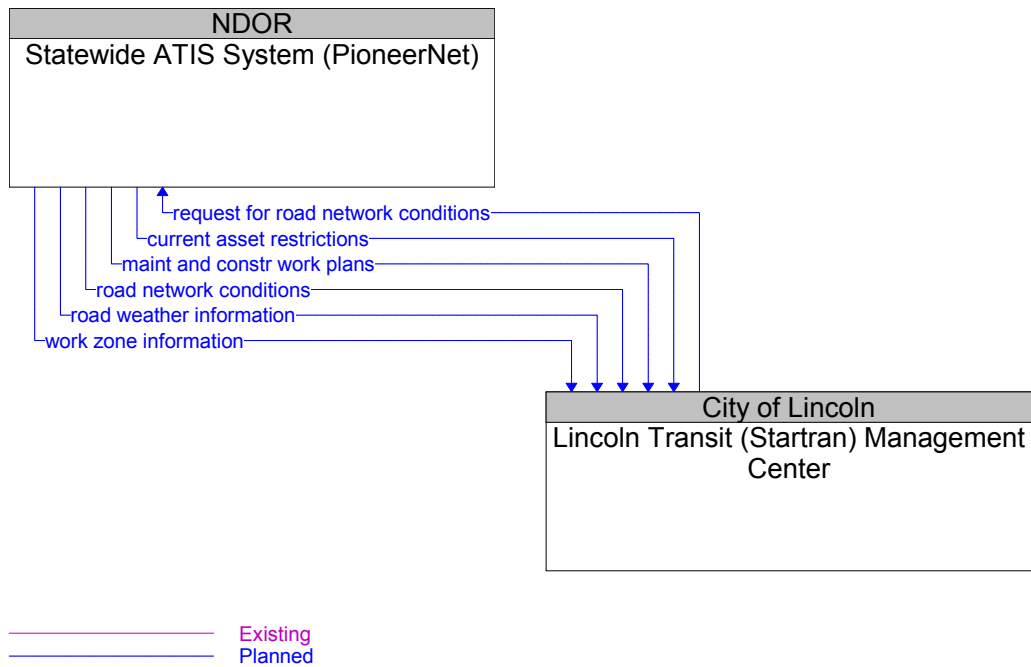 NDOR
Statewide ATIS System (PioneerNet)
request for road network conditions
current asset restrictions
maint and constr work plans
road network conditions
road weather information
work zone information
City of Lincoln
Lincoln Transit (Startran) Management
Center
Existing
Planned